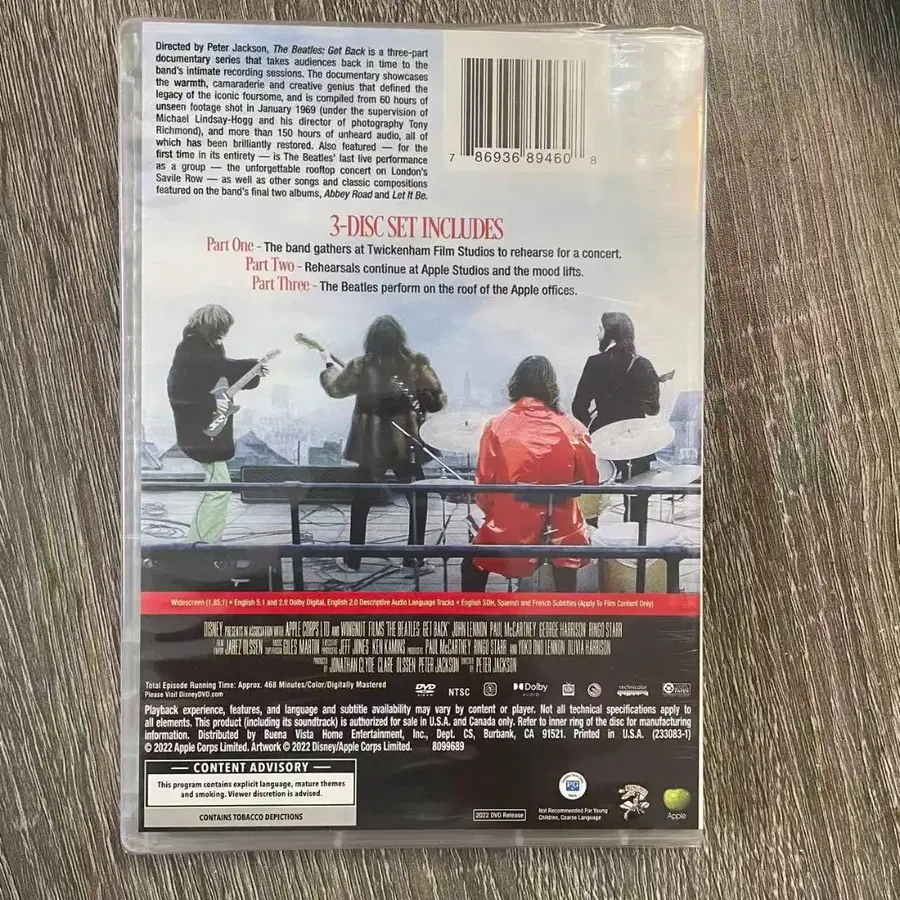 Directed by Peter Jackson, The Beatles: Get Back is a three-part
documentary series that takes audiences back in time to the
band's intimate recording sessions. The documentary showcases
the warmth, camaraderie and creative genius that defined the
legacy of the iconic foursome, and is compiled from 60 hours of
unseen footage shot in January 1969 (under the supervision of
Michael Lindsay-Hogg and his director of photography Tony
Richmond), and more than 150 hours of unheard audio, all of
which has been brilliantly restored. Also featured — for the
first time in its entirety — is The Beatles' last live performance
as a group — the unforgettable rooftop concert on London's
Savile Row — as well as other songs and classic compositions
featured on the band's final two albums, Abbey Road and Let It Be.
7 86936 89460 8
3-DISC SET INCLUDES
Part One - The band gathers at Twickenham Film Studios to rehearse for a concert.
Part Two - Rehearsals continue at Apple Studios and the mood lifts.
Part Three - The Beatles perform on the roof of the Apple offices.
Widescreen (1.85:1) • English 5.1 and 2.0 Dolby Digital, English 2.0 Descriptive Audio Language Tracks • English SDH, Spanish and French Subtitles (Apply To Film Content Only)
DISNEY PRESENTS IN ASSOCIATION WITH APPLE CORPS LTD AND WINGNUT FILMS THE BEATLES: GET BACK JOHN LENNON PAUL McCARTNEY GEORGE HARRISON RINGO STARR
FILM EDITOR JABEZ OLSSEN MUSIC SUPERVISION GILES MARTIN EXECUTIVE PRODUCERS JEFF JONES KEN KAMINS PRODUCERS PAUL McCARTNEY RINGO STARR AND YOKO ONO LENNON OLIVIA HARRISON
PRODUCED BY JONATHAN CLYDE CLARE OLSSEN PETER JACKSON DIRECTED BY PETER JACKSON
Total Episode Running Time: Approx. 468 Minutes/Color/Digitally Mastered
Please Visit DisneyDVD.com
DVD VIDEO NTSC Dolby AUDIO technicolor
Playback experience, features, and language and subtitle availability may vary by content or player. Not all technical specifications apply to
all elements. This product (including its soundtrack) is authorized for sale in U.S.A. and Canada only. Refer to inner ring of the disc for manufacturing
information. Distributed by Buena Vista Home Entertainment, Inc., Dept. CS, Burbank, CA 91521. Printed in U.S.A. (233083-1)
© 2022 Apple Corps Limited. Artwork © 2022 Disney/Apple Corps Limited. 8099689
CONTENT ADVISORY
This program contains explicit language, mature themes
and smoking. Viewer discretion is advised.
CONTAINS TOBACCO DEPICTIONS
2022 DVD Release
PG
Not Recommended For Young
Children, Coarse Language
Apple